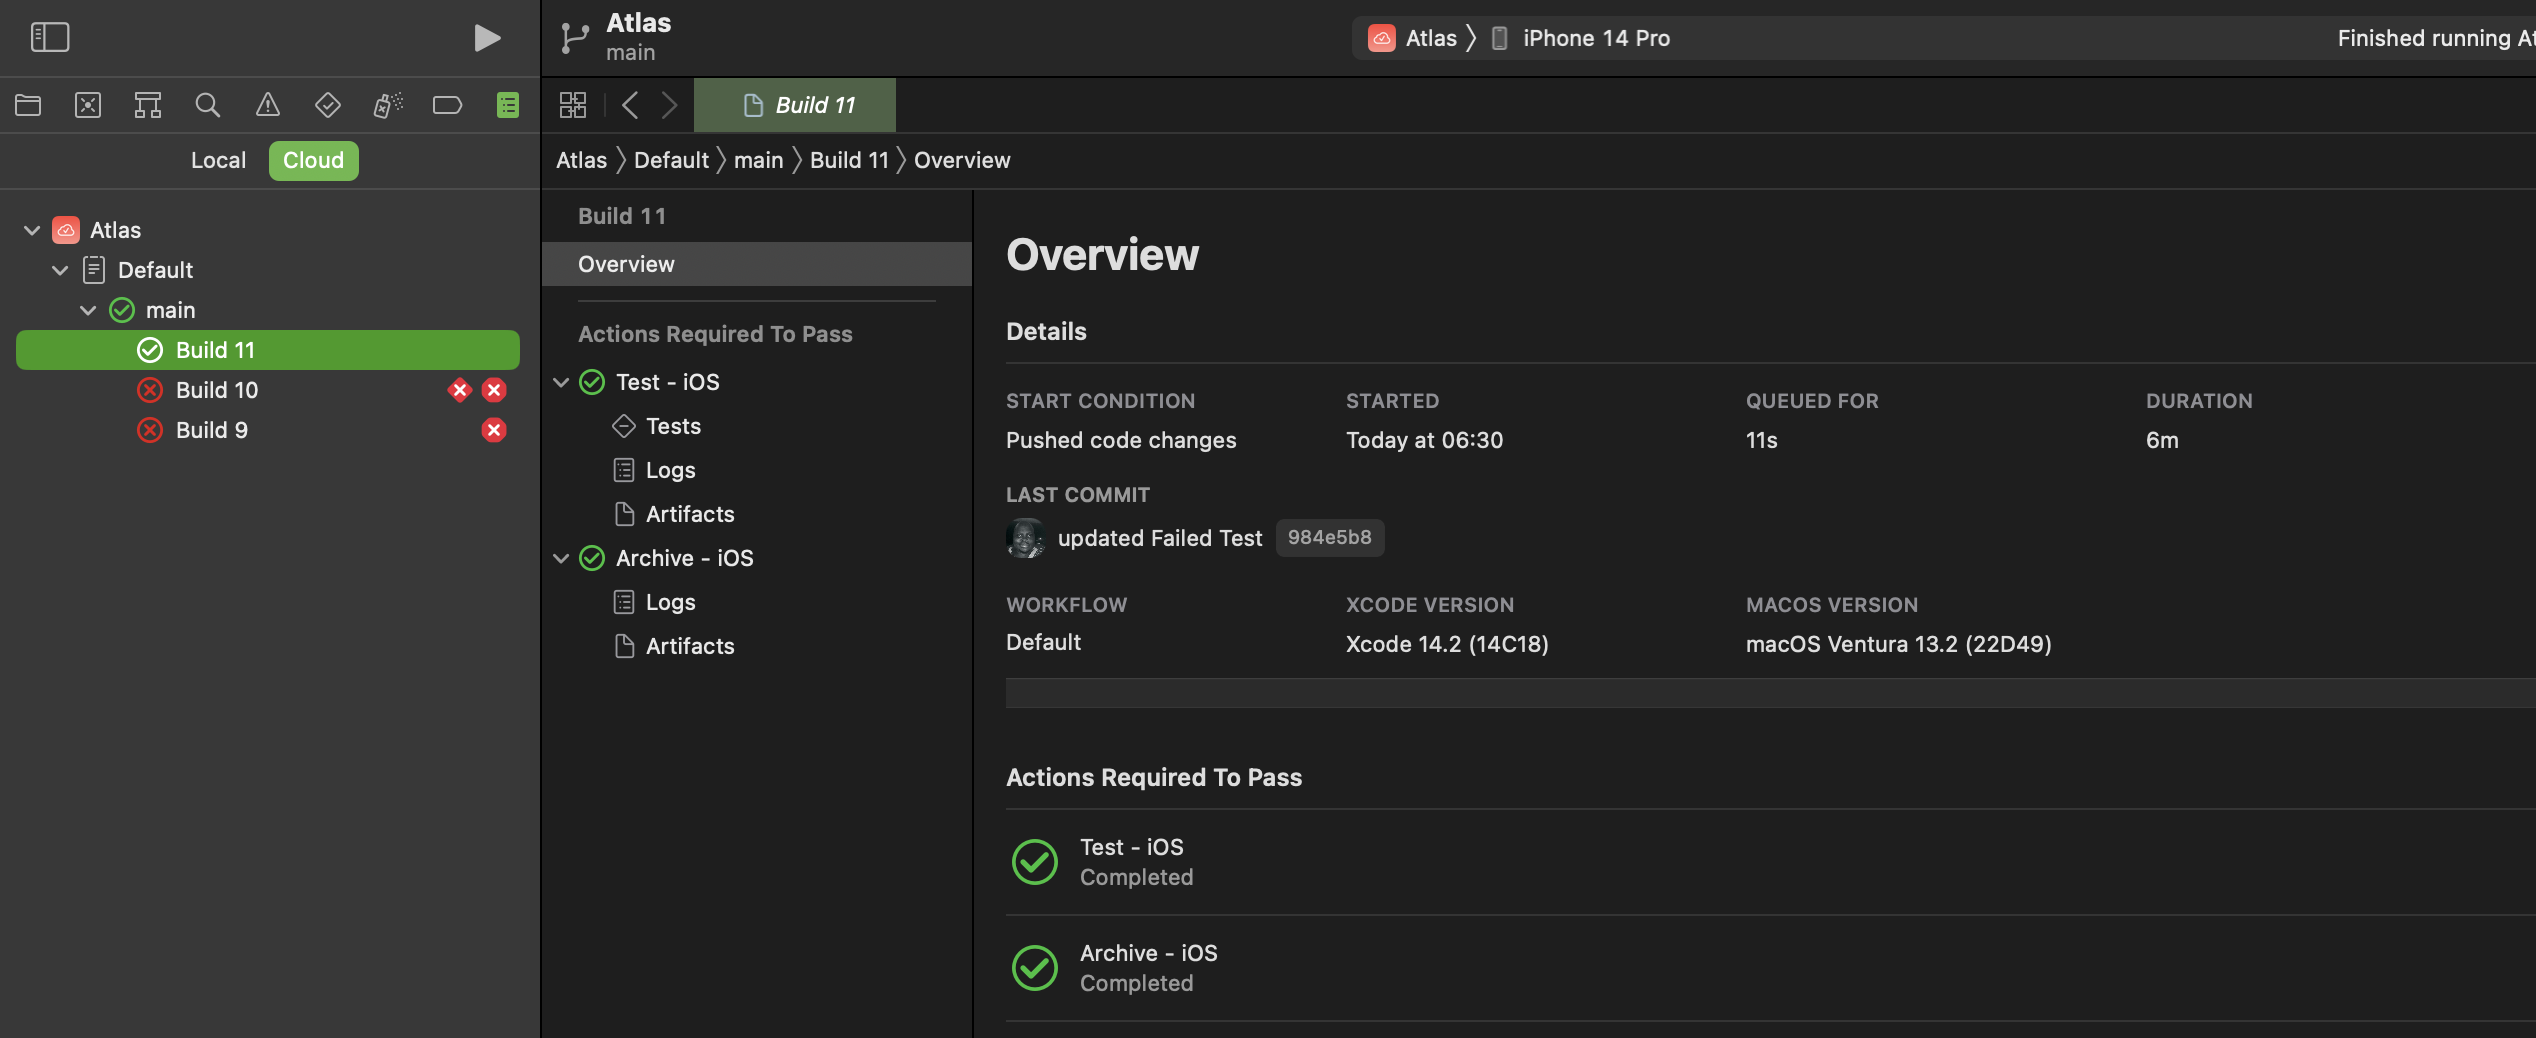 Atlas
main
Atlas
iPhone 14 Pro
Finished running At
Build 11
Local
Cloud
Atlas
Default
main
Build 11
Overview
Atlas
Default
main
Build 11
Build 10
Build 9
Build 11
Overview
Actions Required To Pass
Test - iOS
Tests
Logs
Artifacts
Archive - iOS
Logs
Artifacts
Overview
Details
START CONDITION
Pushed code changes
STARTED
Today at 06:30
QUEUED FOR
11s
DURATION
6m
LAST COMMIT
updated Failed Test
984e5b8
WORKFLOW
Default
XCODE VERSION
Xcode 14.2 (14C18)
MACOS VERSION
macOS Ventura 13.2 (22D49)
Actions Required To Pass
Test - iOS
Completed
Archive - iOS
Completed